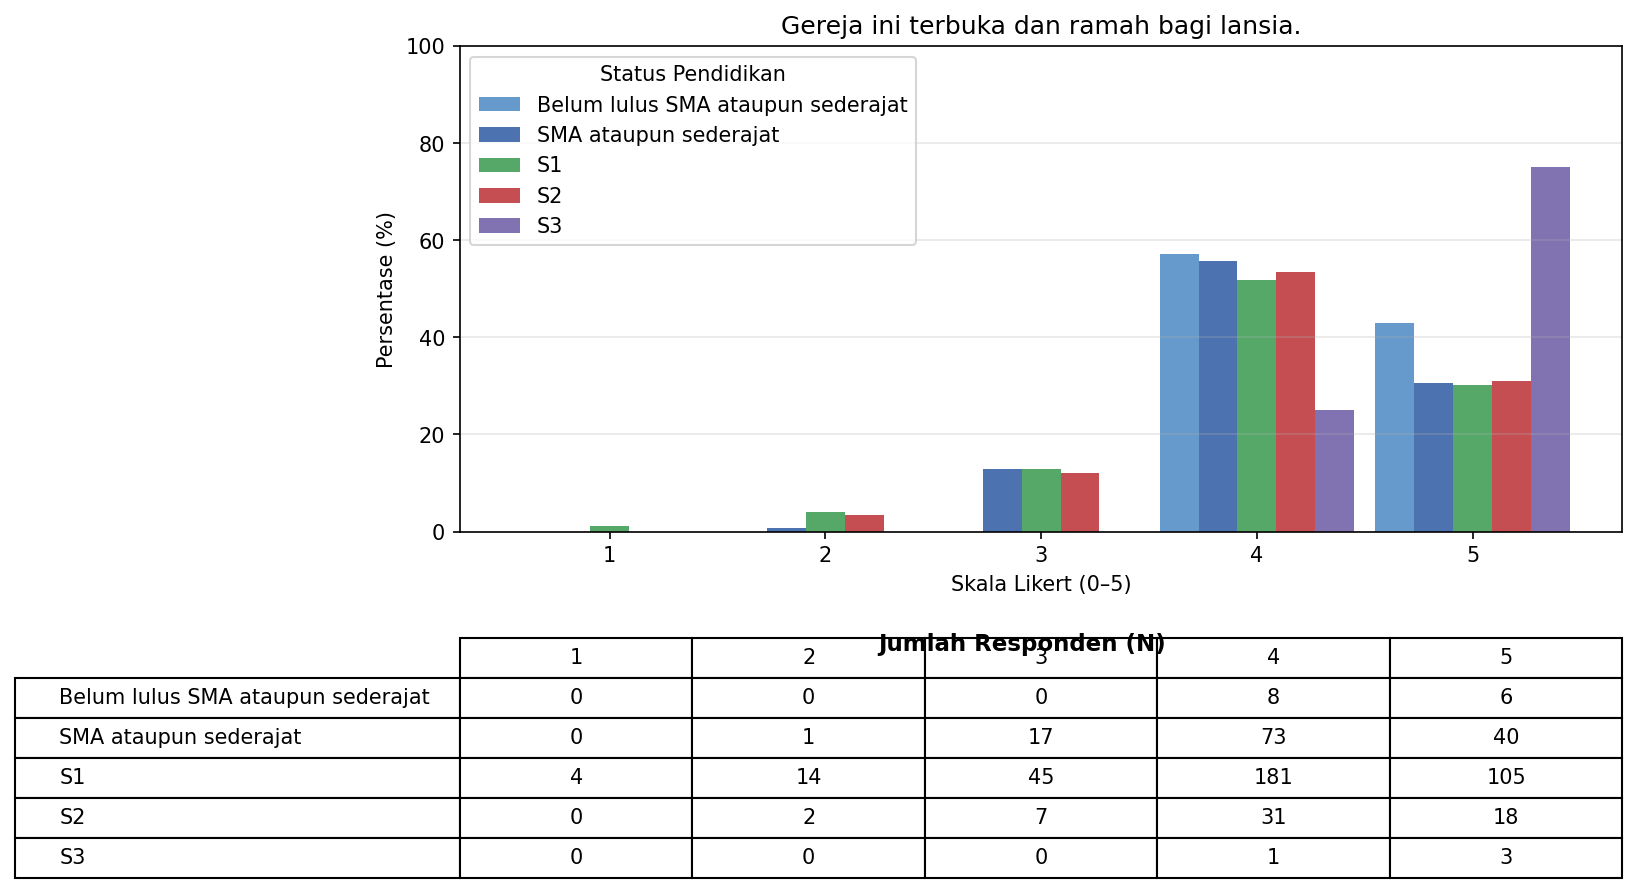 Gereja ini terbuka dan ramah bagi lansia.
100
80
60
40
20
0
Persentase (%)
Status Pendidikan
Belum lulus SMA ataupun sederajat
SMA ataupun sederajat
S1
S2
S3
1 2 3 4 5
Skala Likert (0–5)
Jumlah Responden (N)
1 2 3 4 5
Belum lulus SMA ataupun sederajat 0 0 0 8 6
SMA ataupun sederajat 0 1 17 73 40
S1 4 14 45 181 105
S2 0 2 7 31 18
S3 0 0 0 1 3